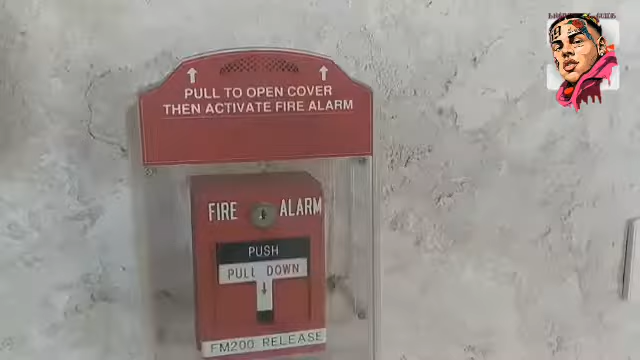 PULL TO OPEN COVER
THEN ACTIVATE FIRE ALARM
FIRE ALARM
PUSH
PULL DOWN
FM200 RELEASE